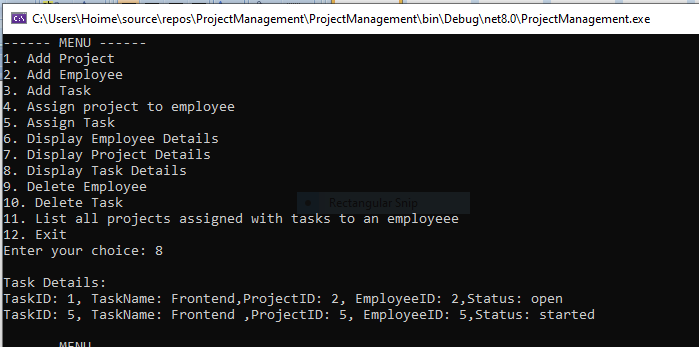 C:\Users\Hoime\source\repos\ProjectManagement\ProjectManagement\bin\Debug\net8.0\ProjectManagement.exe
------ MENU ------
1. Add Project
2. Add Employee
3. Add Task
4. Assign project to employee
5. Assign Task
6. Display Employee Details
7. Display Project Details
8. Display Task Details
9. Delete Employee
10. Delete Task
Rectangular Snip
11. List all projects assigned with tasks to an employeee
12. Exit
Enter your choice: 8
Task Details:
TaskID: 1, TaskName: Frontend,ProjectID: 2, EmployeeID: 2,Status: open
TaskID: 5, TaskName: Frontend ,ProjectID: 5, EmployeeID: 5,Status: started
MENU